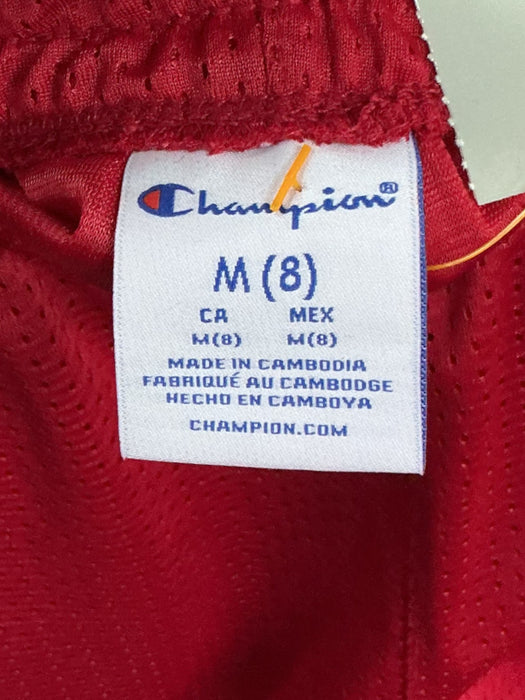 Champion®
M (8)
CA MEX
M(8) M(8)
MADE IN CAMBODIA
FABRIQUÉ AU CAMBODGE
HECHO EN CAMBOYA
CHAMPION.COM